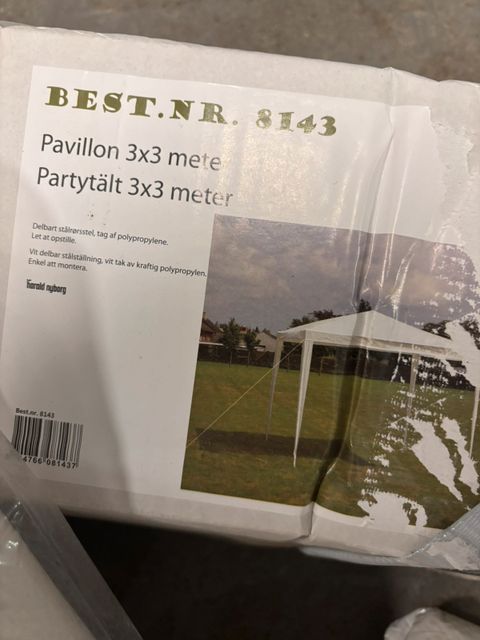 BEST.NR. 8143
Pavillon 3x3 meter
Partytält 3x3 meter
Delbart stålrørsstel, tag af polypropylene.
Let at opstille.
Vit delbar stålställning, vit tak av kraftig polypropylen.
Enkel att montera.
harald nyborg
Best.nr. 8143
4766 081437